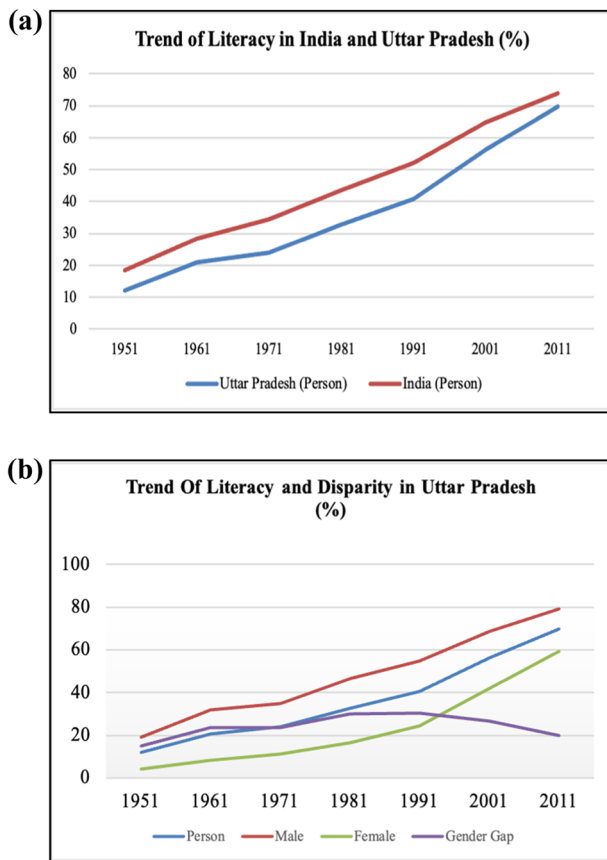 (a)
Trend of Literacy in India and Uttar Pradesh (%)
80
70
60
50
40
30
20
10
0
1951 1961 1971 1981 1991 2001 2011
Uttar Pradesh (Person) India (Person)
(b)
Trend Of Literacy and Disparity in Uttar Pradesh
(%)
100
80
60
40
20
0
1951 1961 1971 1981 1991 2001 2011
Person Male Female Gender Gap